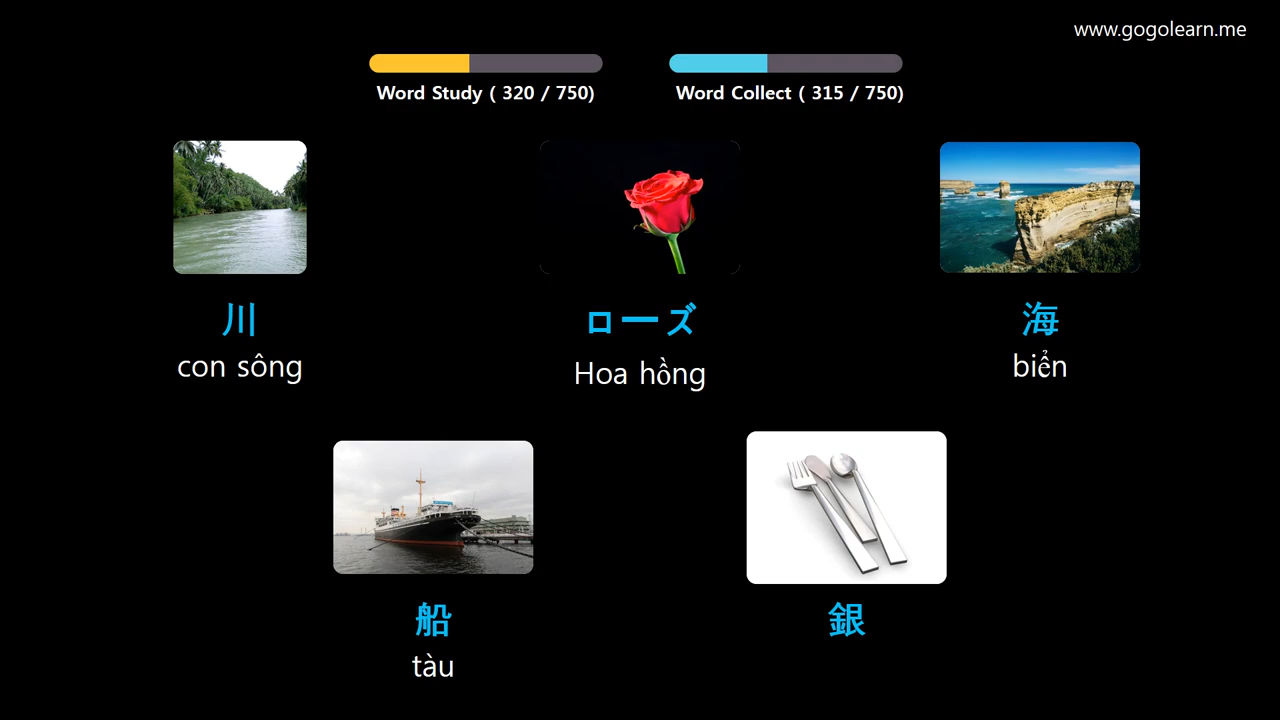 www.gogolearn.me
Word Study ( 320 / 750)
Word Collect ( 315 / 750)
川
ローズ
海
con sông
Hoa hồng
biển
船
銀
tàu